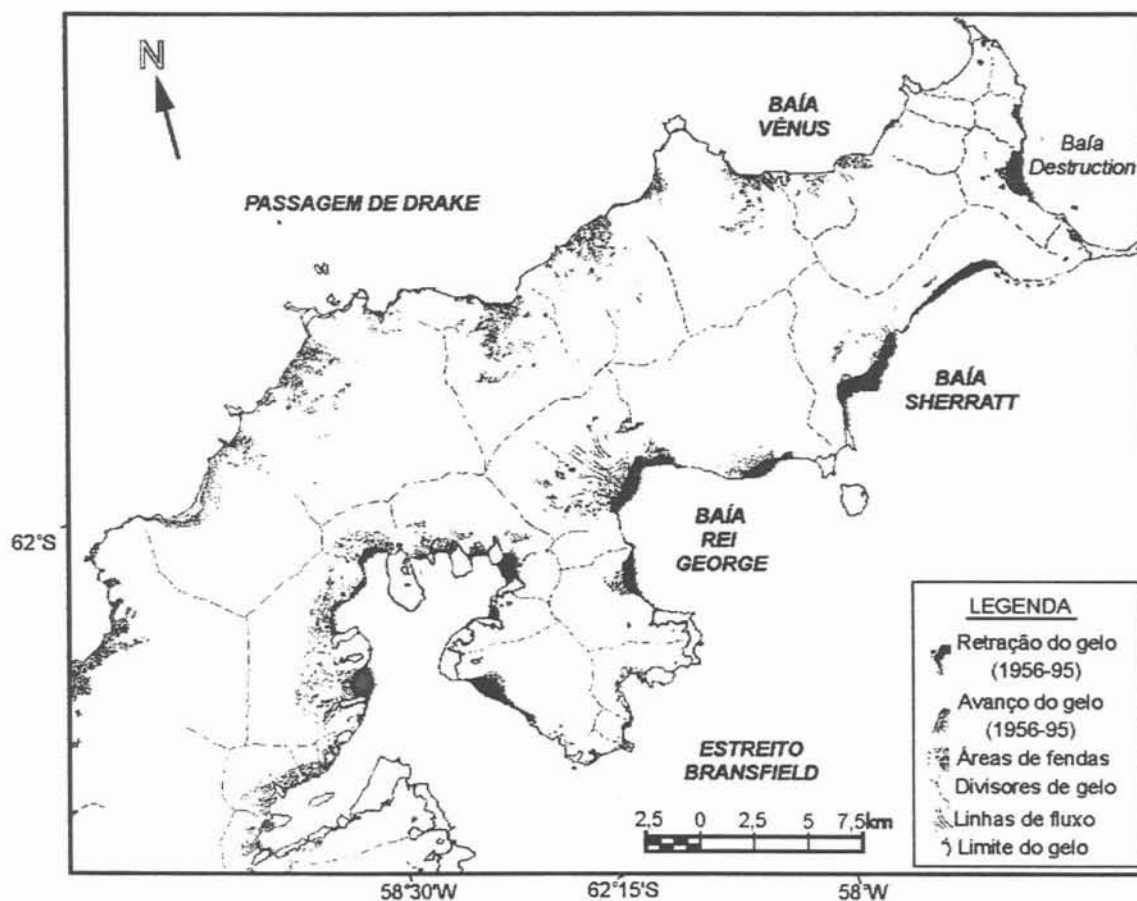 N
BAÍA
VÊNUS
Baía
Destruction
PASSAGEM DE DRAKE
BAÍA
SHERRATT
62°S
BAÍA
REI
GEORGE
ESTREITO
BRANSFIELD
2,5 0 2,5 5 7,5km
LEGENDA
Retração do gelo
(1956-95)
Avanço do gelo
(1956-95)
Áreas de fendas
Divisores de gelo
Linhas de fluxo
Limite do gelo
58°30'W 62°15'S 58°W